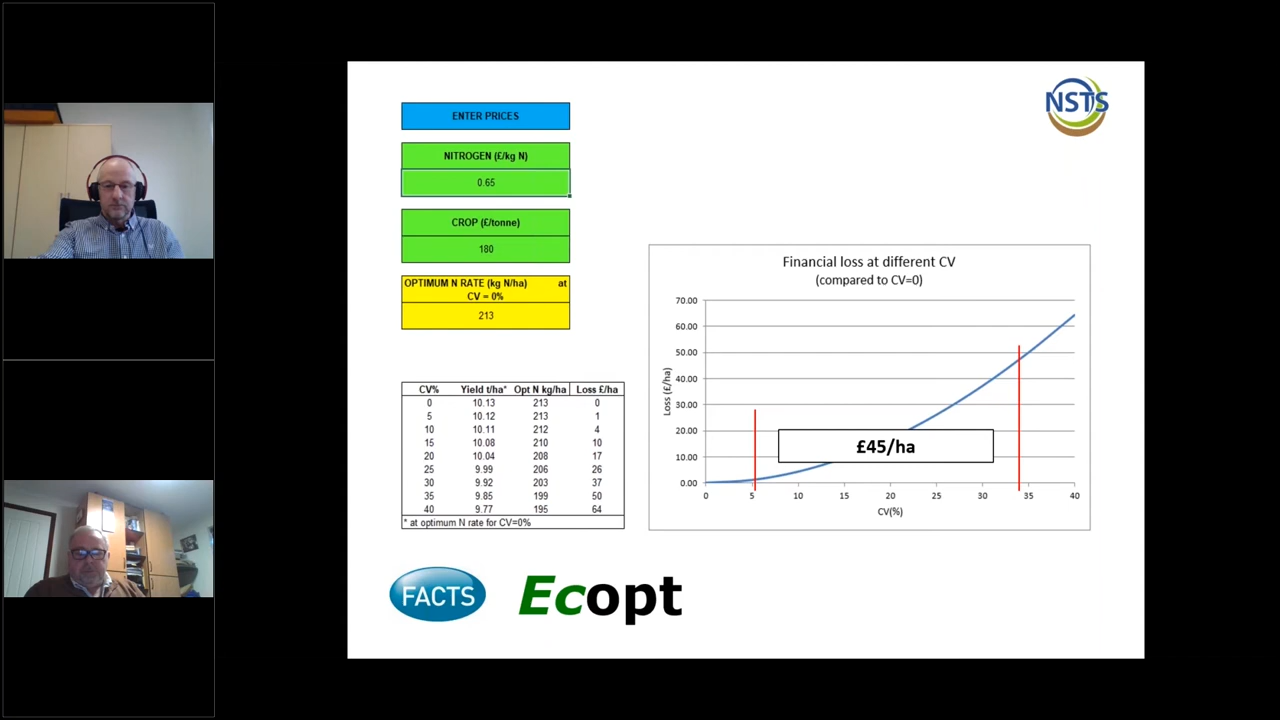 NSTS
ENTER PRICES
NITROGEN (£/kg N)
0.65
CROP (£/tonne)
180
OPTIMUM N RATE (kg N/ha) at
CV = 0%
213
CV% Yield t/ha* Opt N kg/ha Loss £/ha
0 10.13 213 0
5 10.12 213 1
10 10.11 212 4
15 10.08 210 10
20 10.04 208 17
25 9.99 206 26
30 9.92 203 37
35 9.85 199 50
40 9.77 195 64
* at optimum N rate for CV=0%
Financial loss at different CV
(compared to CV=0)
70.00
60.00
50.00
40.00
30.00
20.00
10.00
0.00
Loss (£/ha)
£45/ha
0 5 10 15 20 25 30 35 40
CV(%)
FACTS
Ecopt